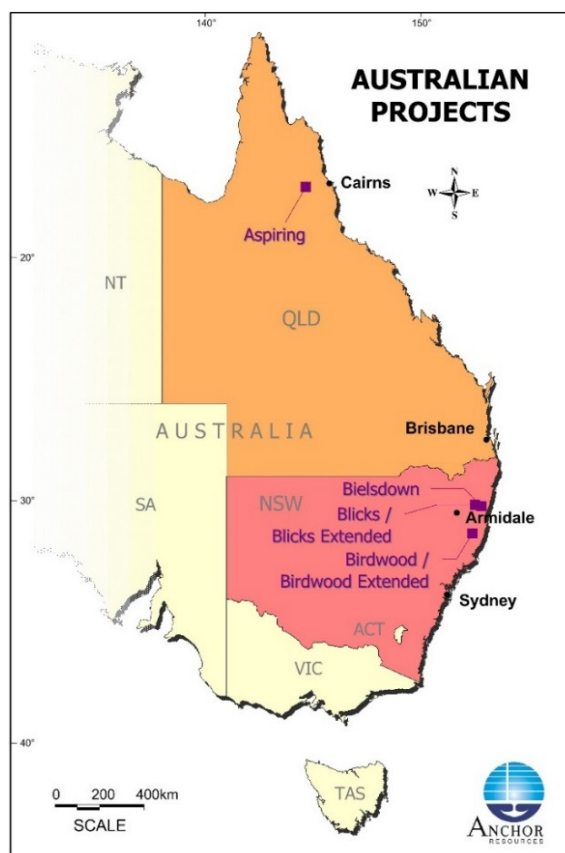 140°
150°
AUSTRALIAN
PROJECTS
N
W E
S
Cairns
Aspiring
20°
NT
QLD
AUSTRALIA
Brisbane
Bielsdown
30°
SA
NSW
Blicks /
Armidale
Blicks Extended
Birdwood /
Birdwood Extended
Sydney
ACT
VIC
40°
0 200 400km
SCALE
TAS
ANCHOR
RESOURCES